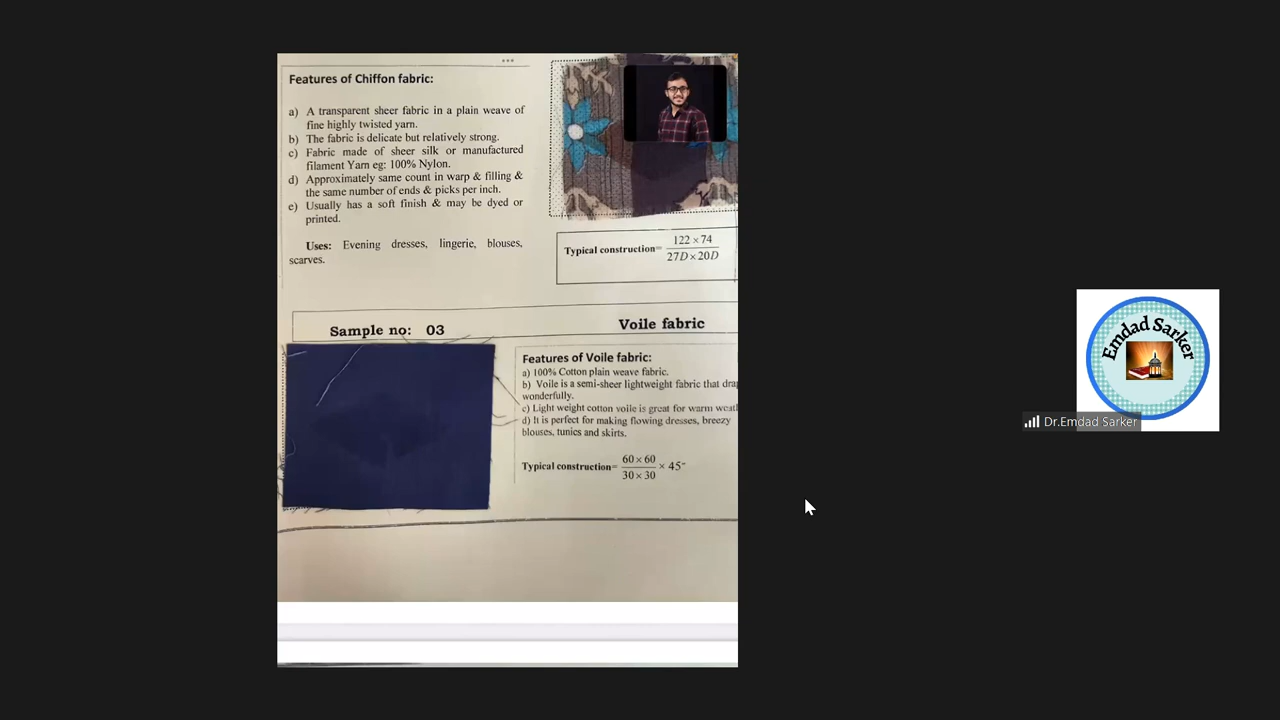 Features of Chiffon fabric:
a) A transparent sheer fabric in a plain weave of
fine highly twisted yarn.
b) The fabric is delicate but relatively strong.
c) Fabric made of sheer silk or manufactured
filament Yarn eg: 100% Nylon.
d) Approximately same count in warp & filling &
the same number of ends & picks per inch.
e) Usually has a soft finish & may be dyed or
printed.
Uses: Evening dresses, lingerie, blouses,
scarves.
Typical construction= 122 × 74
27D × 20D
Sample no: 03
Voile fabric
Features of Voile fabric:
a) 100% Cotton plain weave fabric.
b) Voile is a semi-sheer lightweight fabric that
wonderfully.
c) Light weight cotton voile is great for warm
d) It is perfect for making flowing dresses, breezy
blouses, tunics and skirts.
Typical construction= 60 × 60
30 × 30 × 45"
Emdad Sarker
Dr.Emdad Sarker